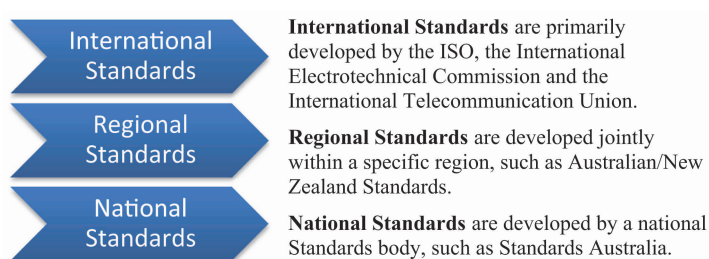 International
Standards
International Standards are primarily
developed by the ISO, the International
Electrotechnical Commission and the
International Telecommunication Union.
Regional
Standards
Regional Standards are developed jointly
within a specific region, such as Australian/New
Zealand Standards.
National
Standards
National Standards are developed by a national
Standards body, such as Standards Australia.